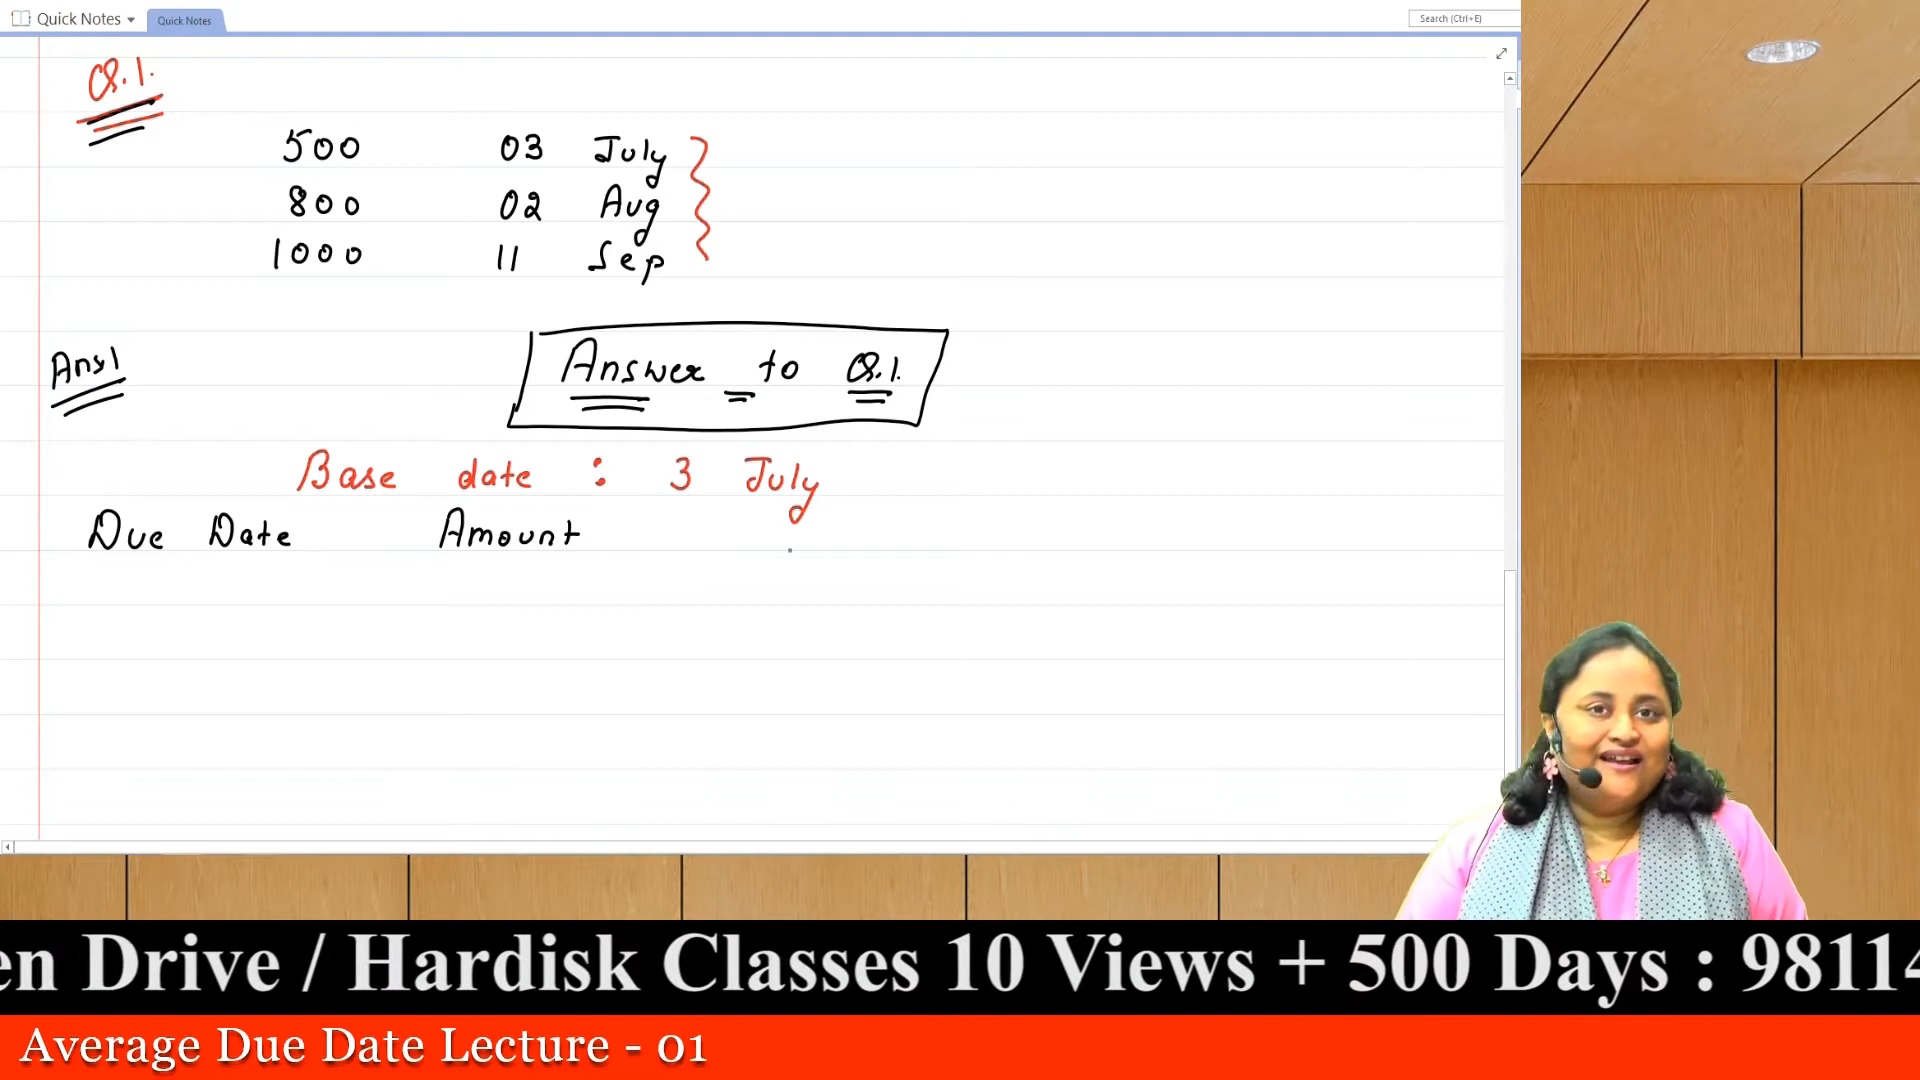 Quick Notes
Quick Notes
Search (Ctrl+E)
Q.1.
500 03 July
800 02 Aug
1000 11 Sep
Ans1
Answer to Q.1.
Base date : 3 July
Due Date Amount
en Drive / Hardisk Classes 10 Views + 500 Days : 98114
Average Due Date Lecture - 01